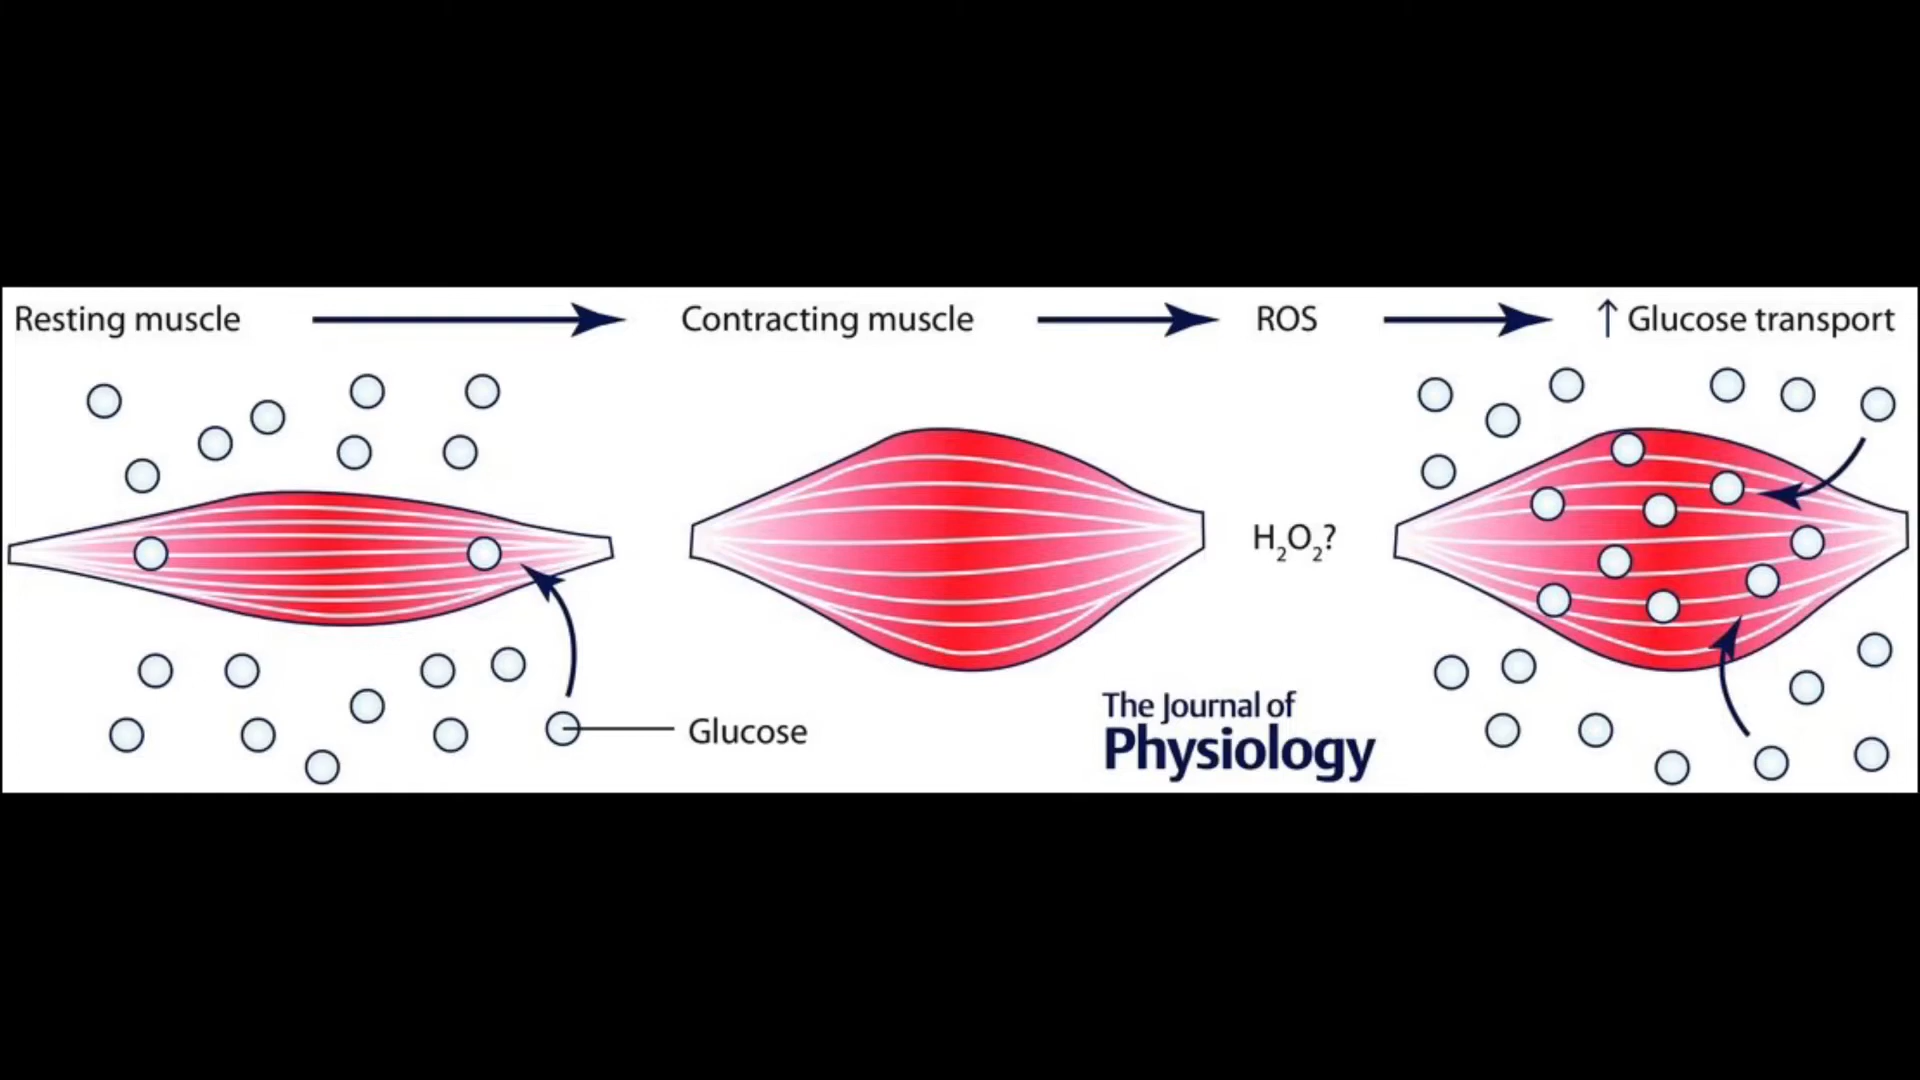 Resting muscle
Contracting muscle
ROS
↑ Glucose transport
H₂O₂?
Glucose
The Journal of
Physiology